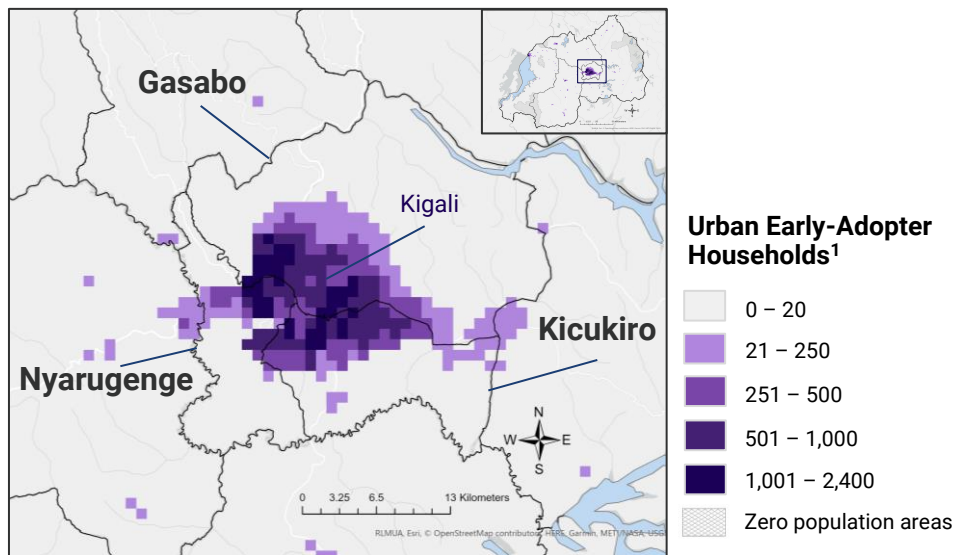 Gasabo
Kigali
Kicukiro
Nyarugenge
N
W E
S
0 3.25 6.5 13 Kilometers
RLMUA, Esri, © OpenStreetMap contributors, HERE, Garmin, METI/NASA, USGS
Urban Early-Adopter
Households¹
0 – 20
21 – 250
251 – 500
501 – 1,000
1,001 – 2,400
Zero population areas